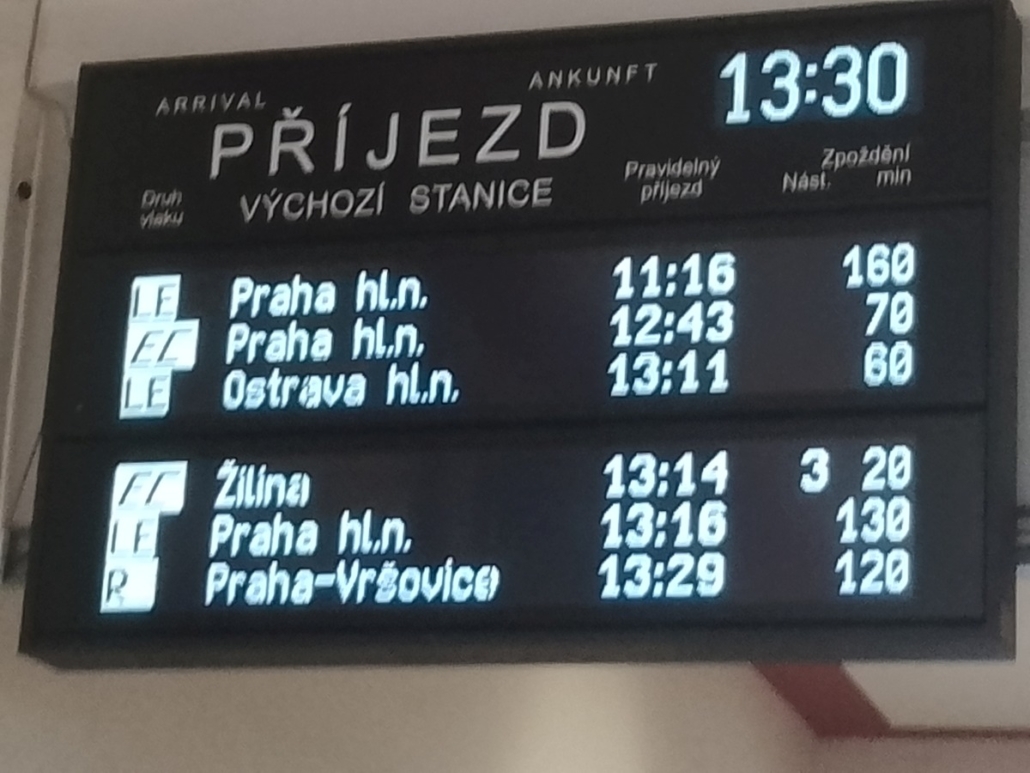 ARRIVAL ANKUNFT 13:30
PŘÍJEZD
Druh vlaku VÝCHOZÍ STANICE Pravidelný příjezd Nást. Zpoždění min
LE Praha hl.n. 11:16 160
EC Praha hl.n. 12:43 70
LE Ostrava hl.n. 13:11 60
EC Žilina 13:14 3 20
LE Praha hl.n. 13:16 130
R Praha-Vršovice 13:29 120